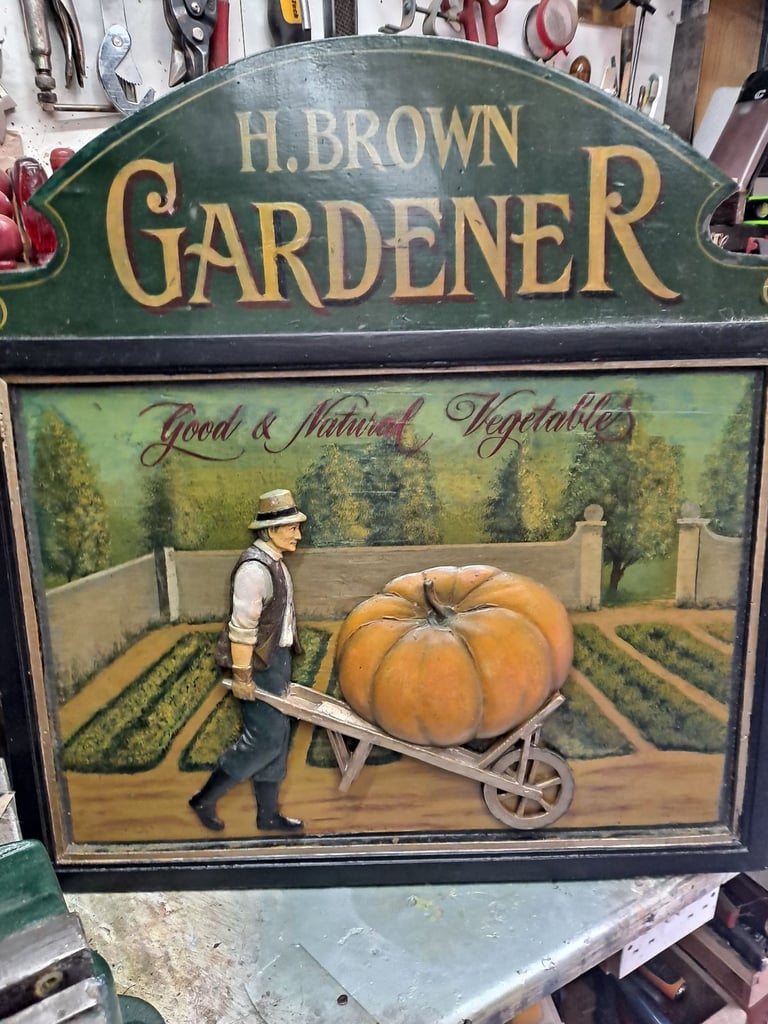 H. BROWN
GARDENER
Good & Natural Vegetables